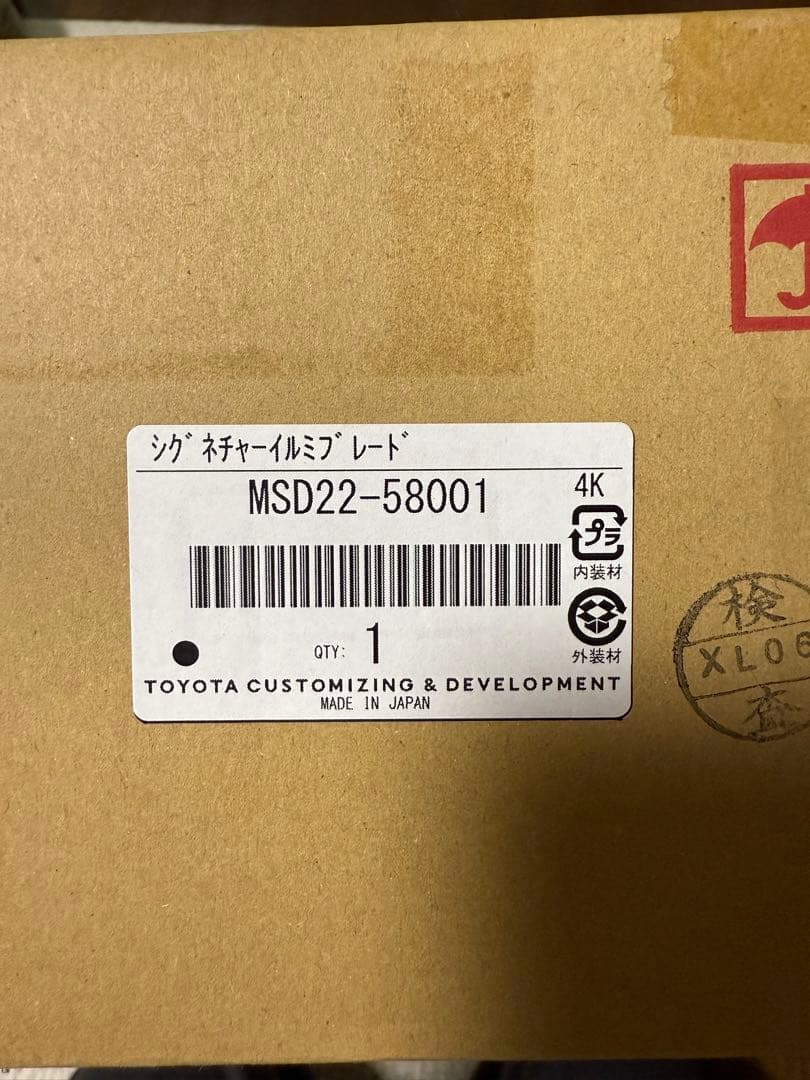 ｼｸﾞﾈﾁｬｰｲﾙﾐﾌﾞﾚｰﾄﾞ
MSD22-58001
4K
プラ
内装材
外装材
QTY: 1
TOYOTA CUSTOMIZING & DEVELOPMENT
MADE IN JAPAN
検
XL06
査